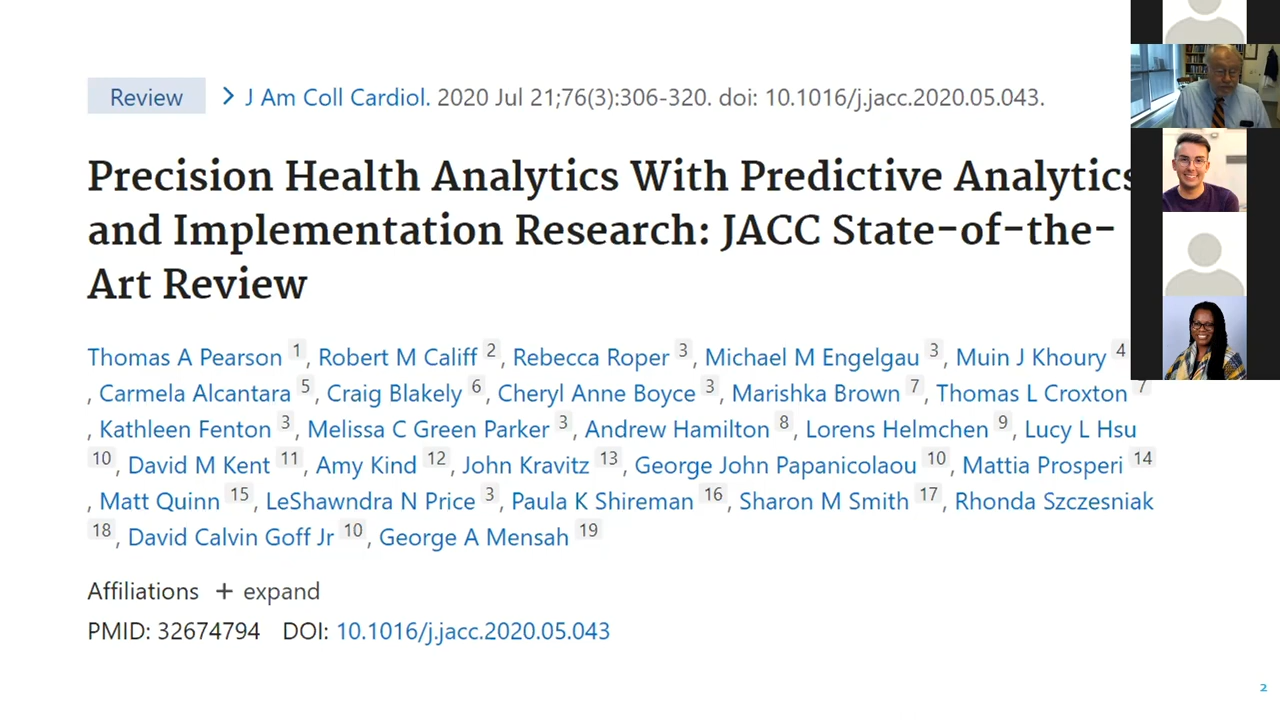 Review > J Am Coll Cardiol. 2020 Jul 21;76(3):306-320. doi: 10.1016/j.jacc.2020.05.043.
Precision Health Analytics With Predictive Analytics
and Implementation Research: JACC State-of-the-
Art Review
Thomas A Pearson 1, Robert M Califf 2, Rebecca Roper 3, Michael M Engelgau 3, Muin J Khoury 4
, Carmela Alcantara 5, Craig Blakely 6, Cheryl Anne Boyce 3, Marishka Brown 7, Thomas L Croxton 7
, Kathleen Fenton 3, Melissa C Green Parker 3, Andrew Hamilton 8, Lorens Helmchen 9, Lucy L Hsu
10, David M Kent 11, Amy Kind 12, John Kravitz 13, George John Papanicolaou 10, Mattia Prosperi 14
, Matt Quinn 15, LeShawndra N Price 3, Paula K Shireman 16, Sharon M Smith 17, Rhonda Szczesniak
18, David Calvin Goff Jr 10, George A Mensah 19
Affiliations + expand
PMID: 32674794 DOI: 10.1016/j.jacc.2020.05.043
2